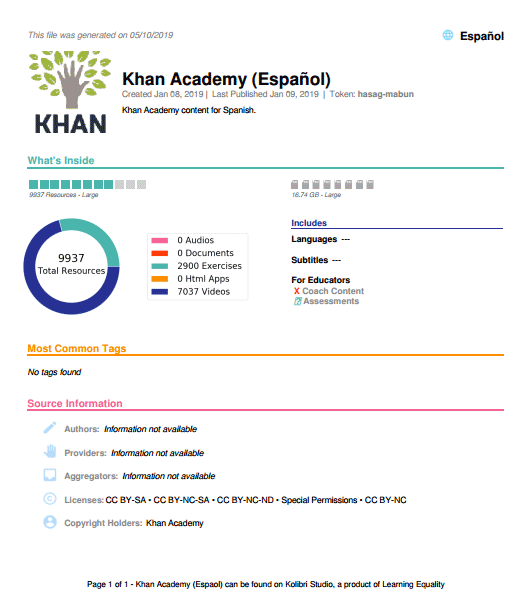 This file was generated on 05/10/2019
Español
KHAN
Khan Academy (Español)
Created Jan 08, 2019 | Last Published Jan 09, 2019 | Token: hasag-mabun
Khan Academy content for Spanish.
What's Inside
9937 Resources - Large
16.74 GB - Large
9937
Total Resources
0 Audios
0 Documents
2900 Exercises
0 Html Apps
7037 Videos
Includes
Languages ---
Subtitles ---
For Educators
X Coach Content
Assessments
Most Common Tags
No tags found
Source Information
Authors: Information not available
Providers: Information not available
Aggregators: Information not available
Licenses: CC BY-SA • CC BY-NC-SA • CC BY-NC-ND • Special Permissions • CC BY-NC
Copyright Holders: Khan Academy
Page 1 of 1 - Khan Academy (Espaol) can be found on Kolibri Studio, a product of Learning Equality